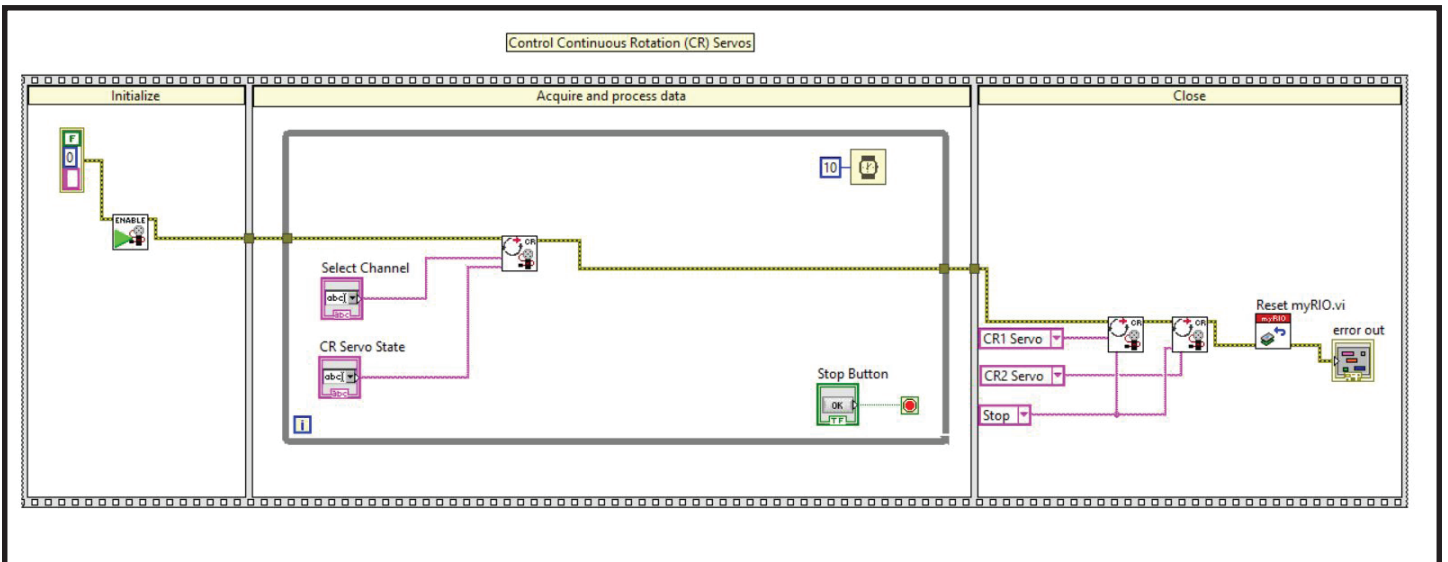 Control Continuous Rotation (CR) Servos
Initialize
Acquire and process data
Close
F
0
ENABLE
10
CR
Select Channel
abc
abc
CR Servo State
abc
abc
Stop Button
OK
TF
i
CR1 Servo
CR2 Servo
Stop
CR
CR
Reset myRIO.vi
myRIO
error out